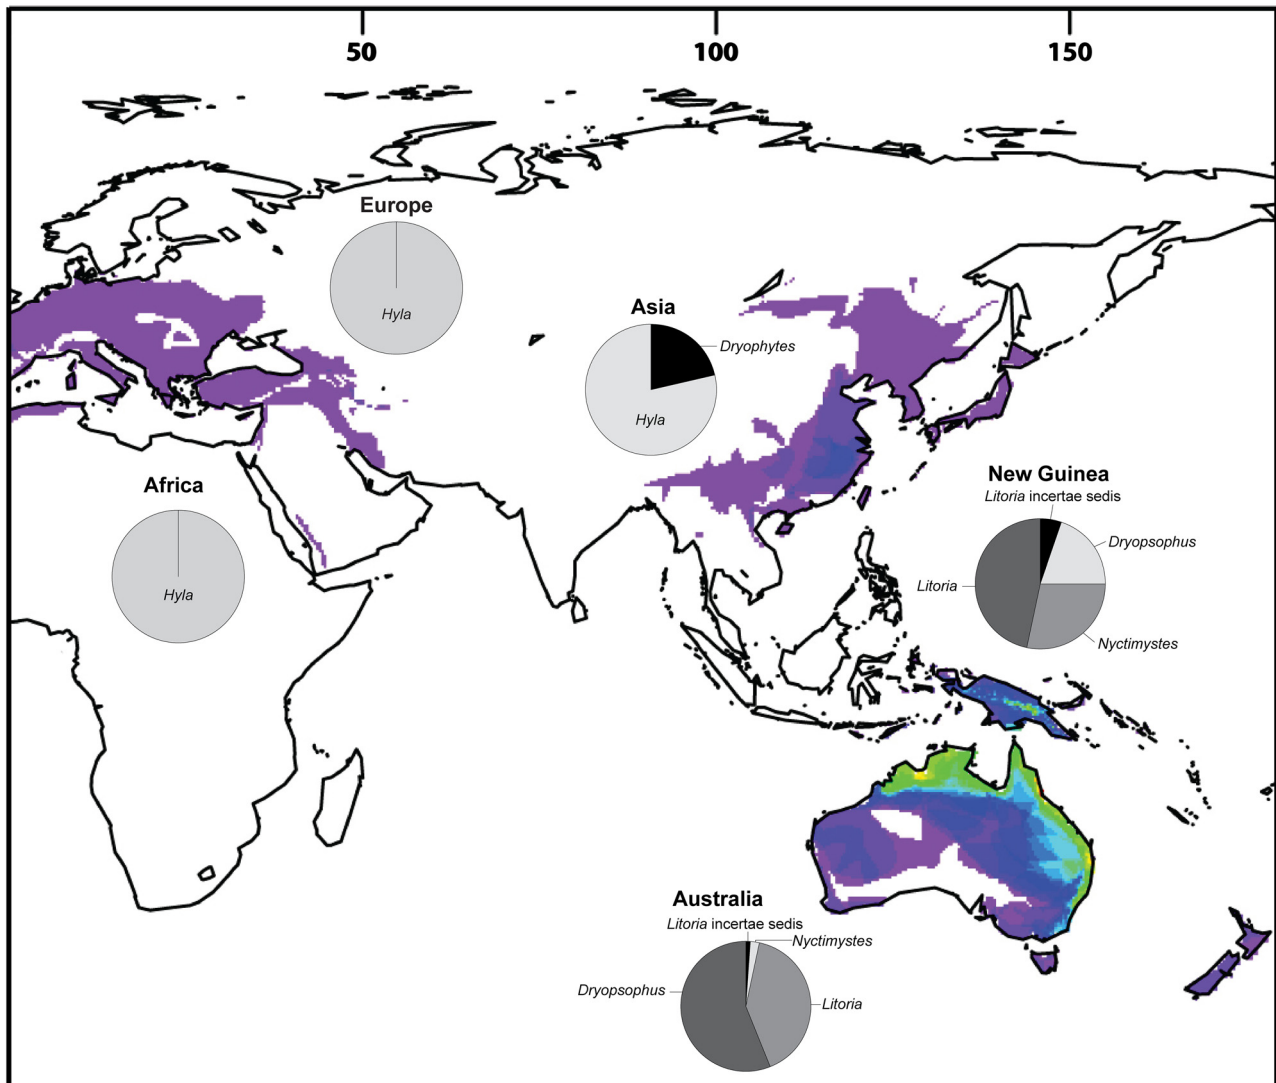 50
100
150
Europe
Hyla
Asia
Dryophytes
Hyla
Africa
Hyla
New Guinea
Litoria incertae sedis
Dryopsophus
Litoria
Nyctimystes
Australia
Litoria incertae sedis
Nyctimystes
Dryopsophus
Litoria